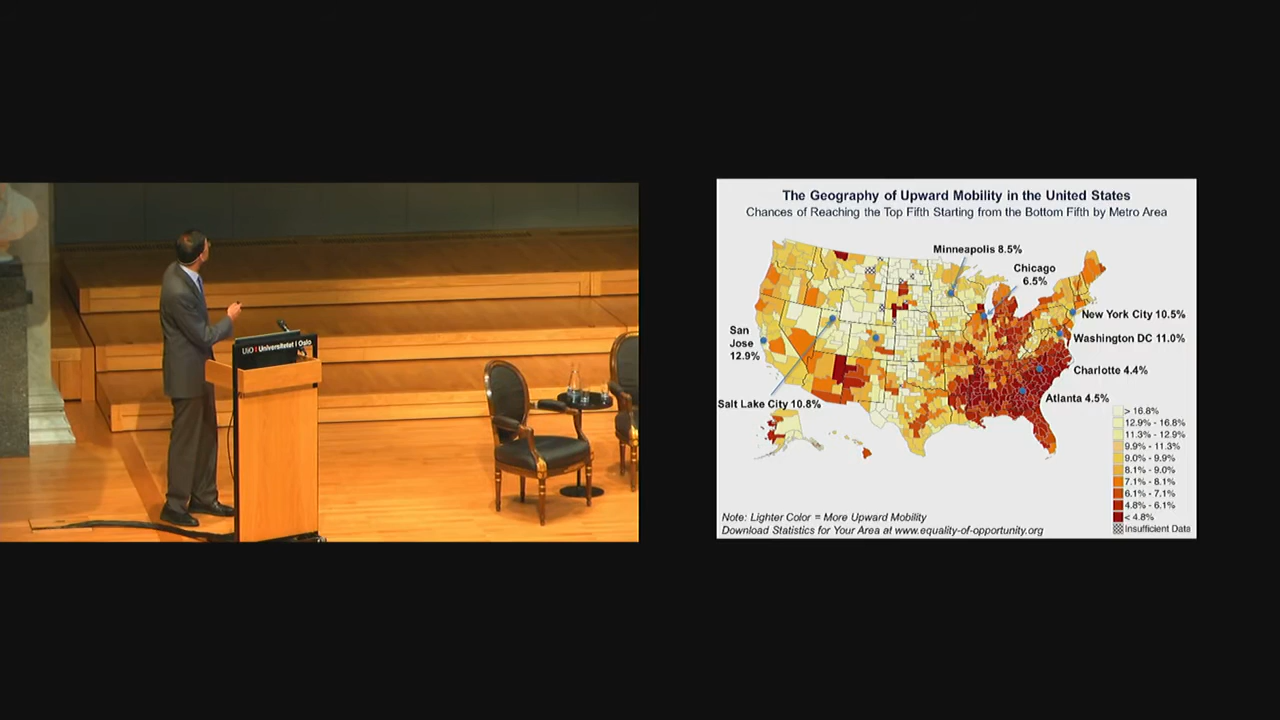 UiO Universitetet i Oslo
The Geography of Upward Mobility in the United States
Chances of Reaching the Top Fifth Starting from the Bottom Fifth by Metro Area
Minneapolis 8.5%
Chicago
6.5%
New York City 10.5%
San
Jose
12.9%
Washington DC 11.0%
Charlotte 4.4%
Atlanta 4.5%
Salt Lake City 10.8%
> 16.8%
12.9% - 16.8%
11.3% - 12.9%
9.9% - 11.3%
9.0% - 9.9%
8.1% - 9.0%
7.1% - 8.1%
6.1% - 7.1%
4.8% - 6.1%
< 4.8%
Insufficient Data
Note: Lighter Color = More Upward Mobility
Download Statistics for Your Area at www.equality-of-opportunity.org